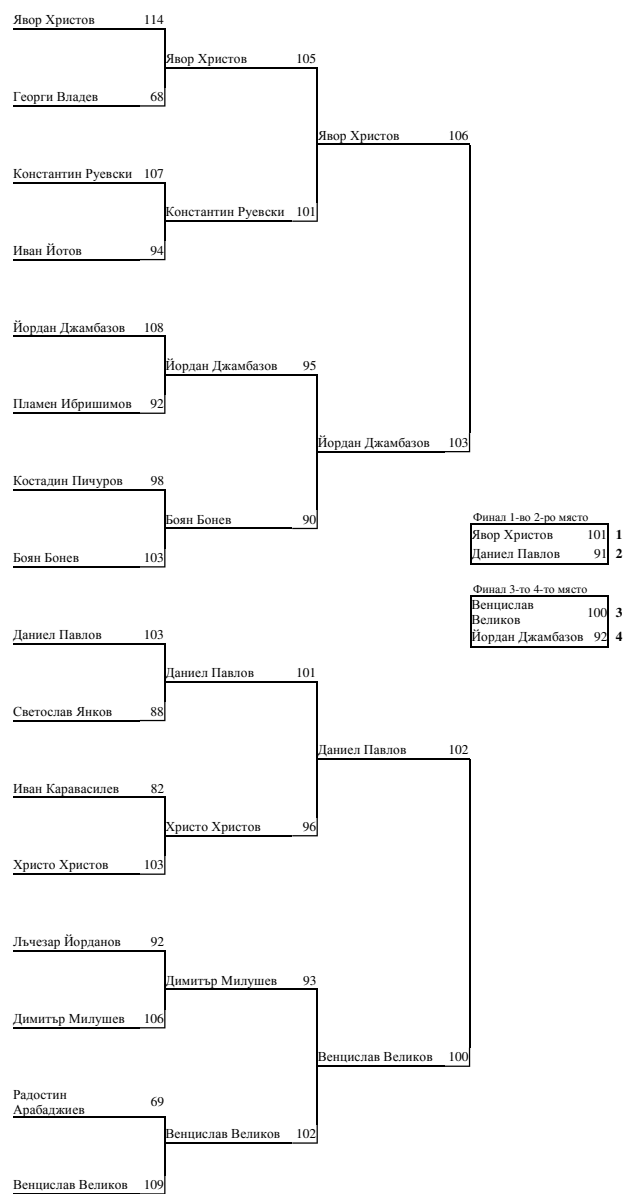 Явор Христов 114
Явор Христов 105
Георги Владев 68
Явор Христов 106
Константин Руевски 107
Константин Руевски 101
Иван Йотов 94
Йордан Джамбазов 108
Йордан Джамбазов 95
Пламен Ибришимов 92
Йордан Джамбазов 103
Костадин Пичуров 98
Боян Бонев 90
Боян Бонев 103
Финал 1-во 2-ро място
Явор Христов 101 1
Даниел Павлов 91 2
Финал 3-то 4-то място
Венцислав
Великов 100 3
Йордан Джамбазов 92 4
Даниел Павлов 103
Даниел Павлов 101
Светослав Янков 88
Даниел Павлов 102
Иван Каравасилев 82
Христо Христов 96
Христо Христов 103
Лъчезар Йорданов 92
Димитър Милушев 93
Димитър Милушев 106
Венцислав Великов 100
Радостин
Арабаджиев 69
Венцислав Великов 102
Венцислав Великов 109